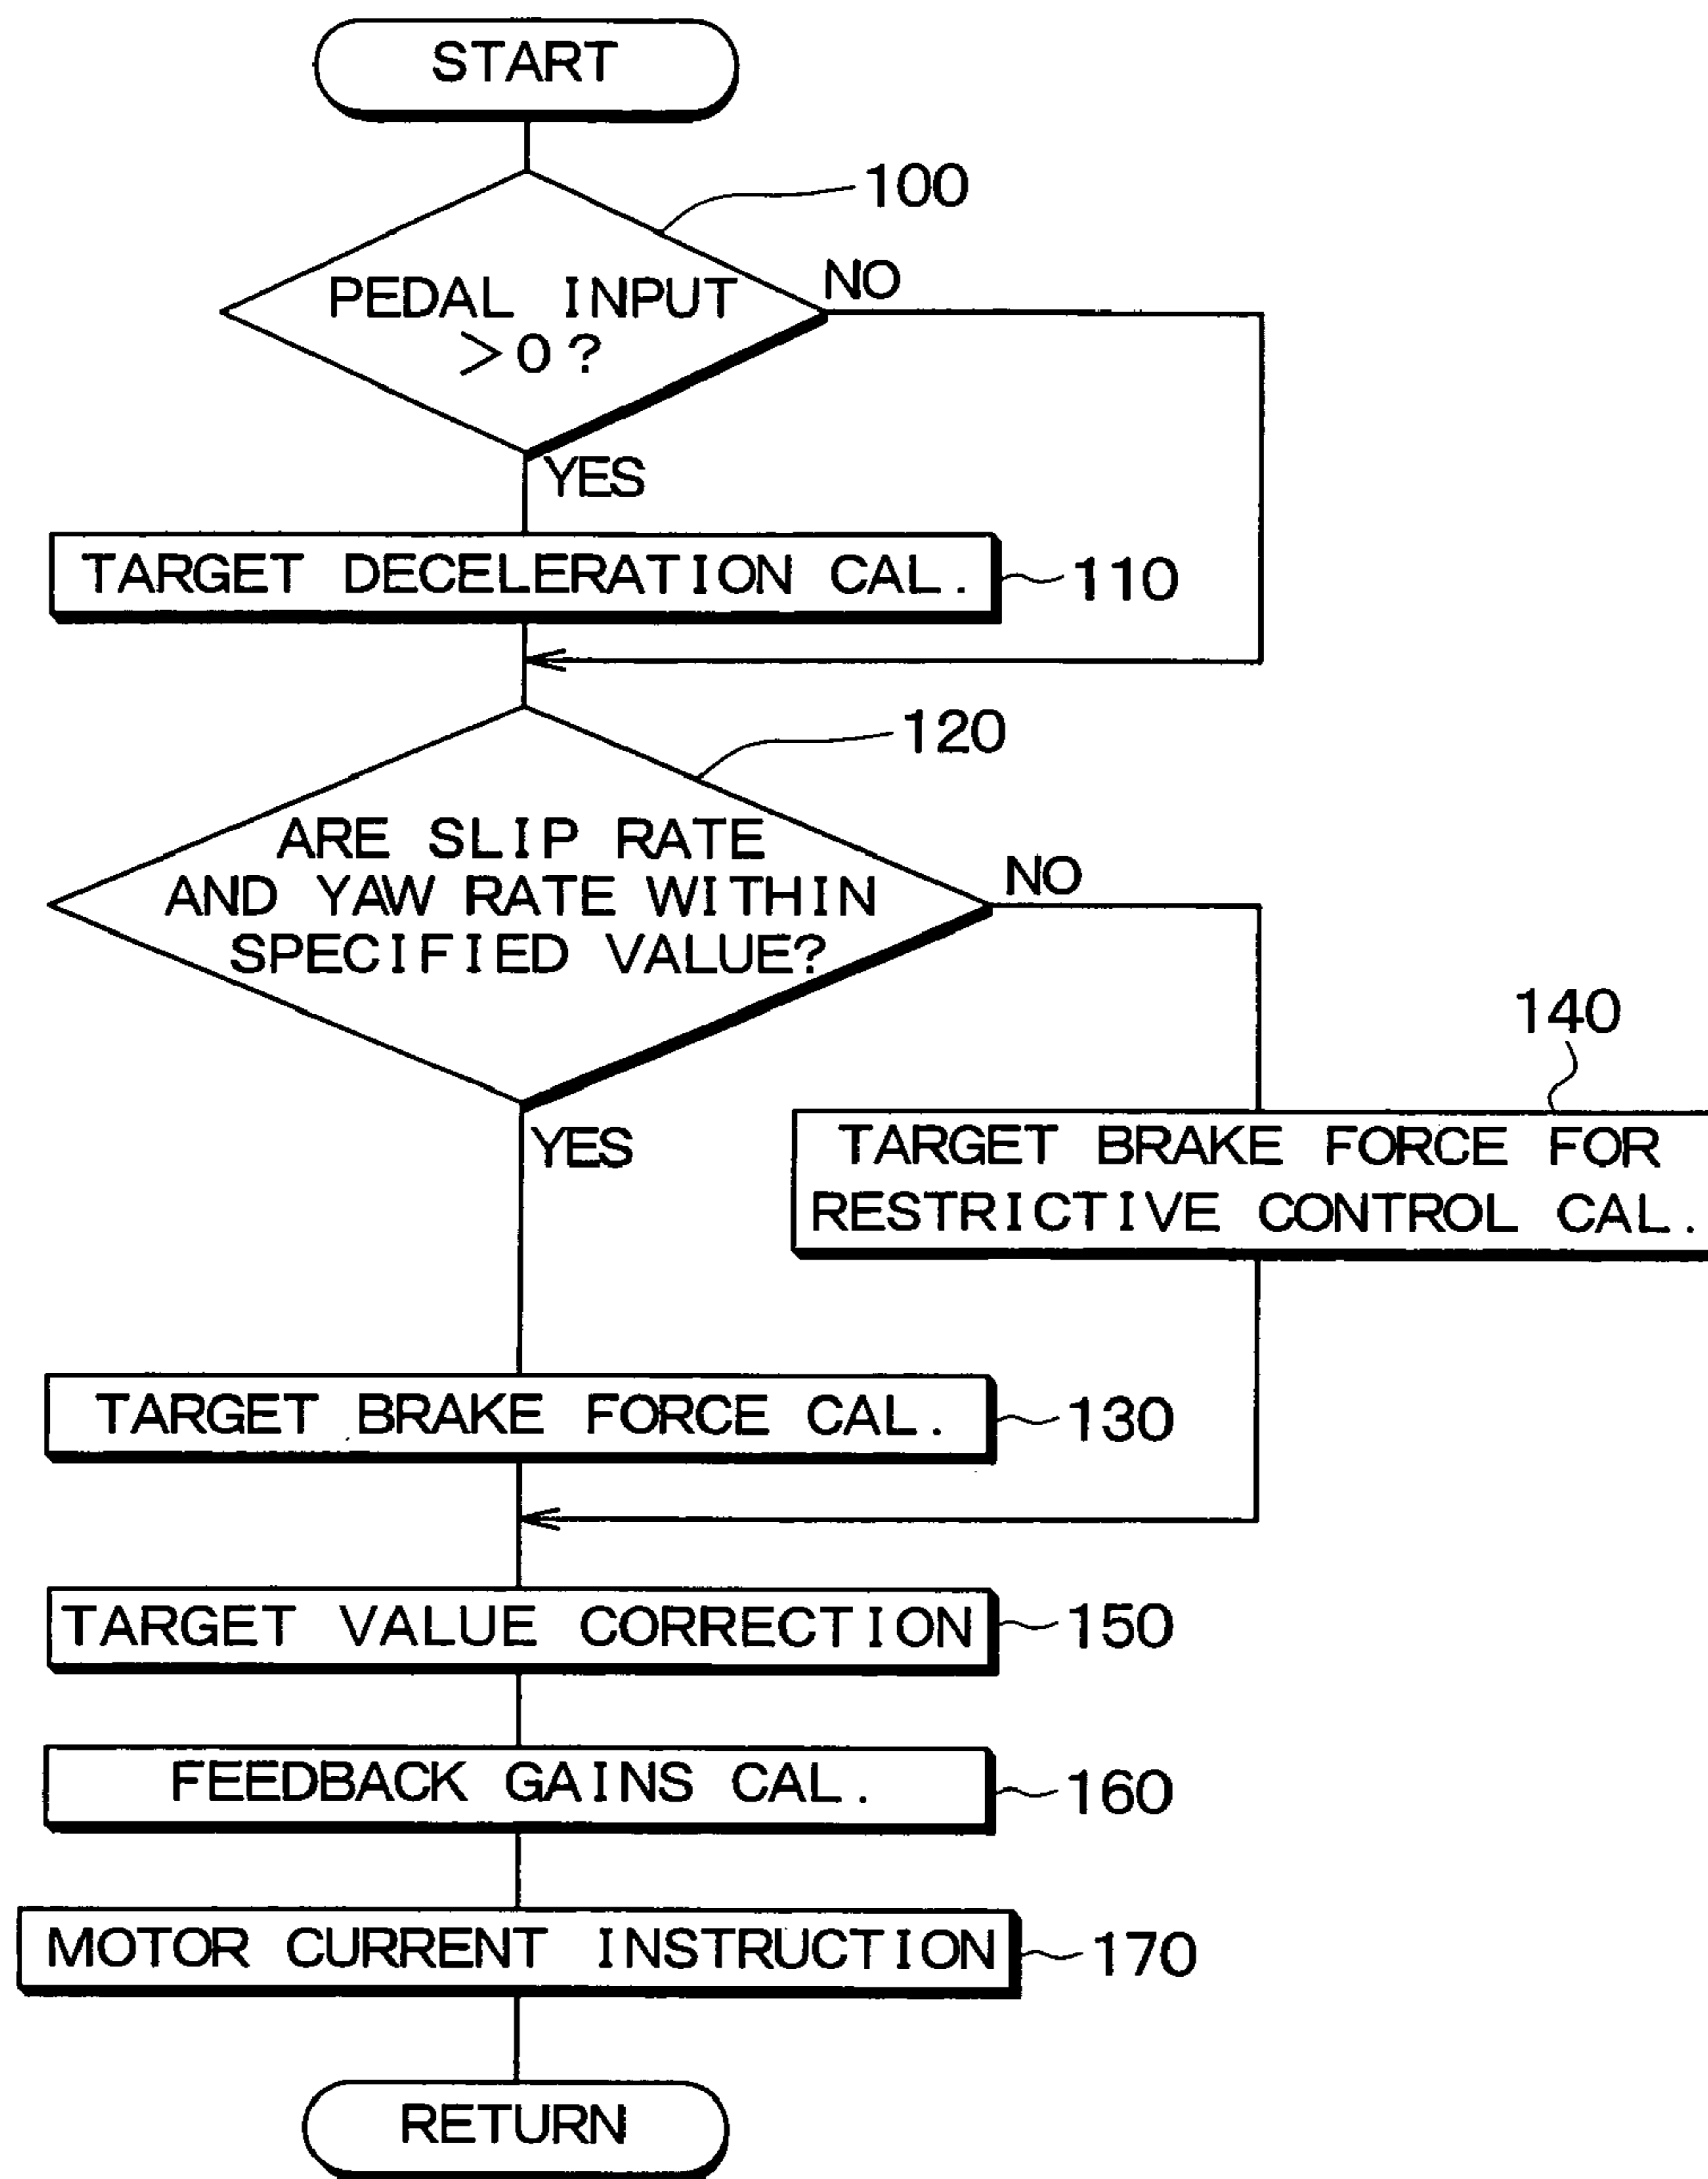 START
100
PEDAL INPUT
>0?
NO
YES
TARGET DECELERATION CAL.
110
120
ARE SLIP RATE
AND YAW RATE WITHIN
SPECIFIED VALUE?
NO
YES
140
TARGET BRAKE FORCE FOR
RESTRICTIVE CONTROL CAL.
TARGET BRAKE FORCE CAL.
130
TARGET VALUE CORRECTION
150
FEEDBACK GAINS CAL.
160
MOTOR CURRENT INSTRUCTION
170
RETURN